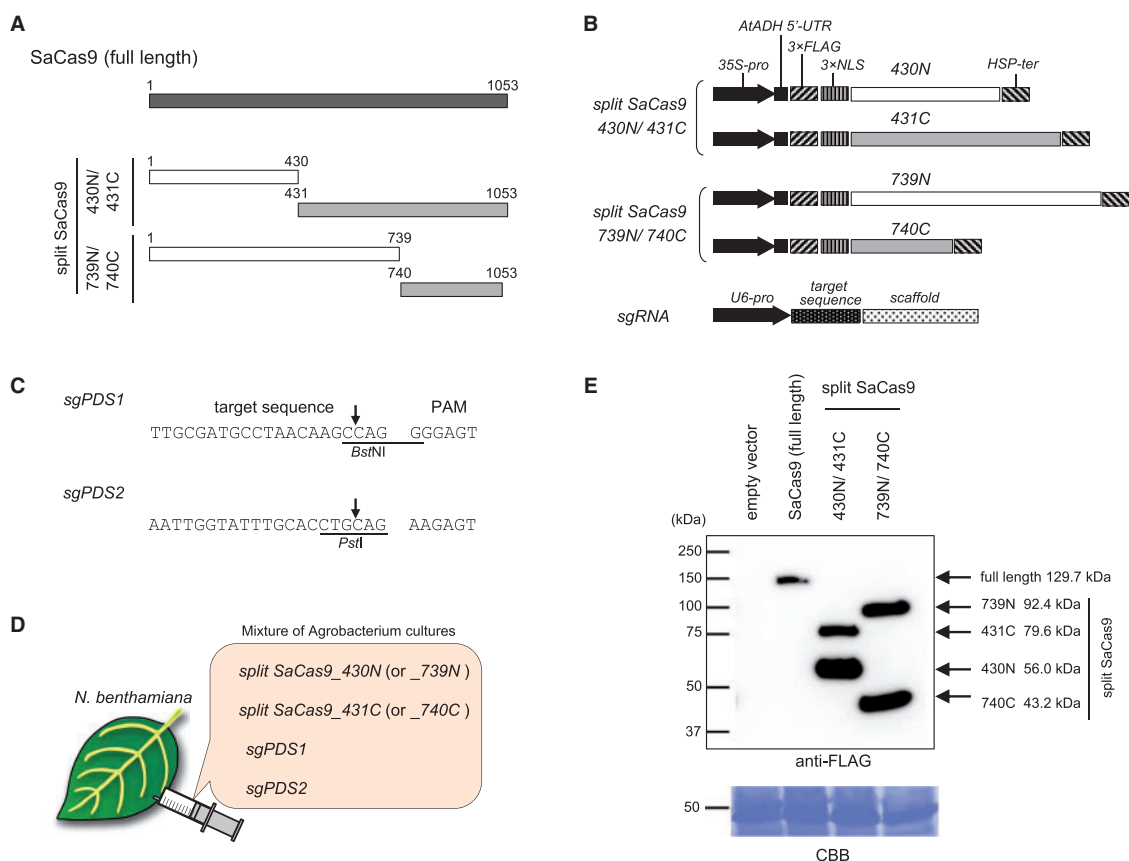 A
SaCas9 (full length)
1 1053
split SaCas9
430N/
431C
1 430
431 1053
739N/
740C
1 739
740 1053
B
AtADH 5'-UTR
3×FLAG
35S-pro 3×NLS 430N HSP-ter
split SaCas9
430N/ 431C
431C
739N
split SaCas9
739N/ 740C
740C
U6-pro target sequence scaffold
sgRNA
C
sgPDS1
target sequence PAM
TTGCGATGCCTAACAAGCCAG GGGAGT
BstNI
sgPDS2
AATTGGTATTTGCACCTGCAG AAGAGT
PstI
D
Mixture of Agrobacterium cultures
N. benthamiana
split SaCas9_430N (or _739N )
split SaCas9_431C (or _740C )
sgPDS1
sgPDS2
E
split SaCas9
empty vector
SaCas9 (full length)
430N/ 431C
739N/ 740C
(kDa)
250
150
100
75
50
37
full length 129.7 kDa
739N 92.4 kDa
431C 79.6 kDa
430N 56.0 kDa
740C 43.2 kDa
split SaCas9
anti-FLAG
50
CBB